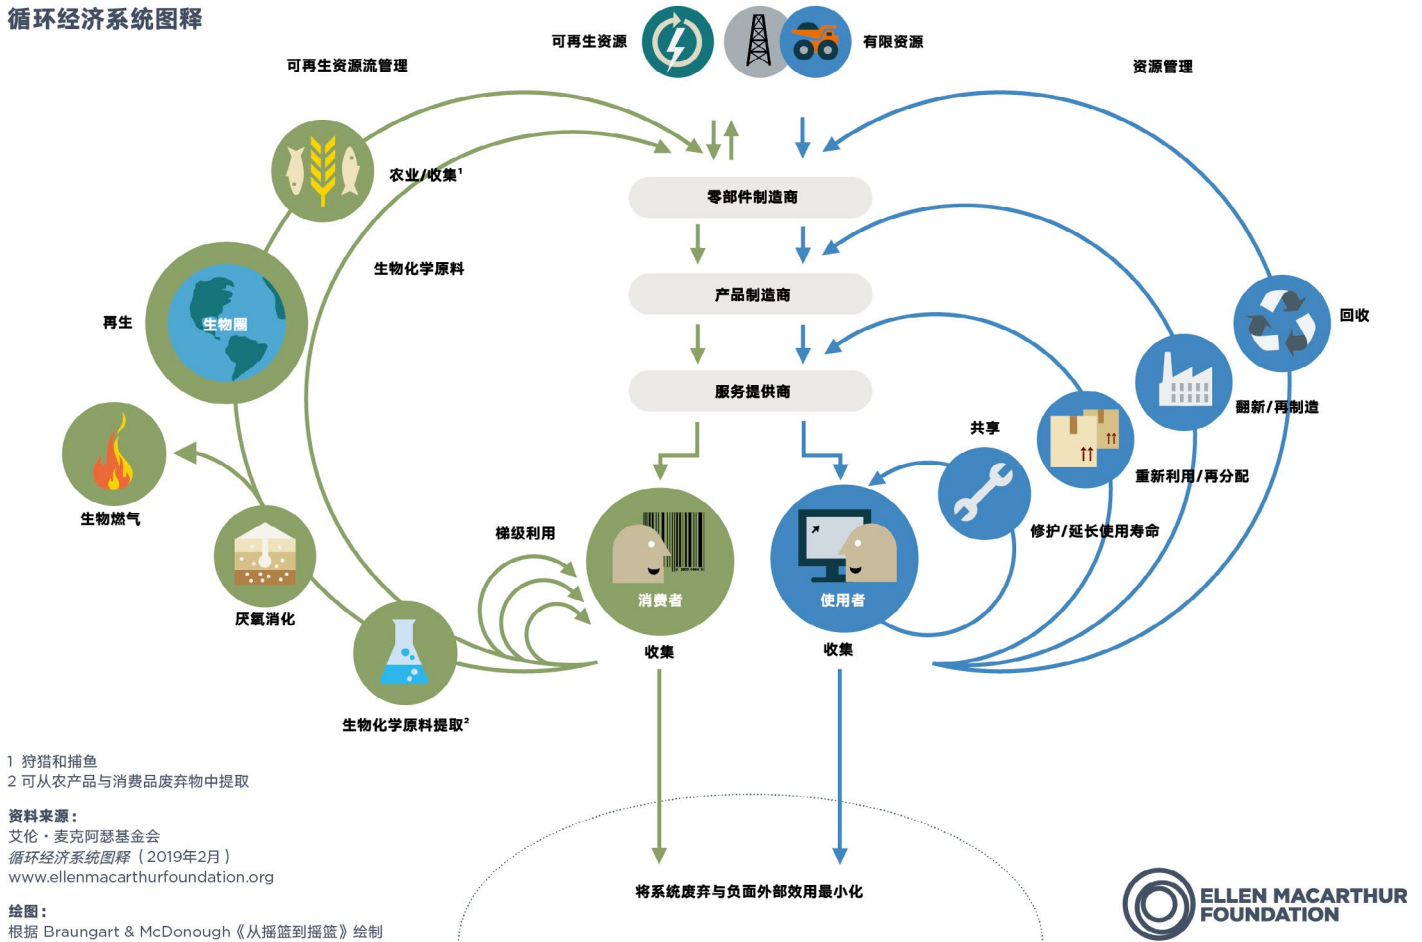 循环经济系统图释
可再生资源
有限资源
可再生资源流管理
资源管理
农业/收集¹
零部件制造商
生物化学原料
产品制造商
再生
生物圈
回收
服务提供商
翻新/再制造
共享
重新利用/再分配
生物燃气
梯级利用
修护/延长使用寿命
消费者
使用者
厌氧消化
收集
收集
生物化学原料提取²
1 狩猎和捕鱼
2 可从农产品与消费品废弃物中提取
资料来源：
艾伦·麦克阿瑟基金会
循环经济系统图释（2019年2月）
www.ellenmacarthurfoundation.org
绘图：
根据 Braungart & McDonough《从摇篮到摇篮》绘制
将系统废弃与负面外部效用最小化
ELLEN MACARTHUR
FOUNDATION